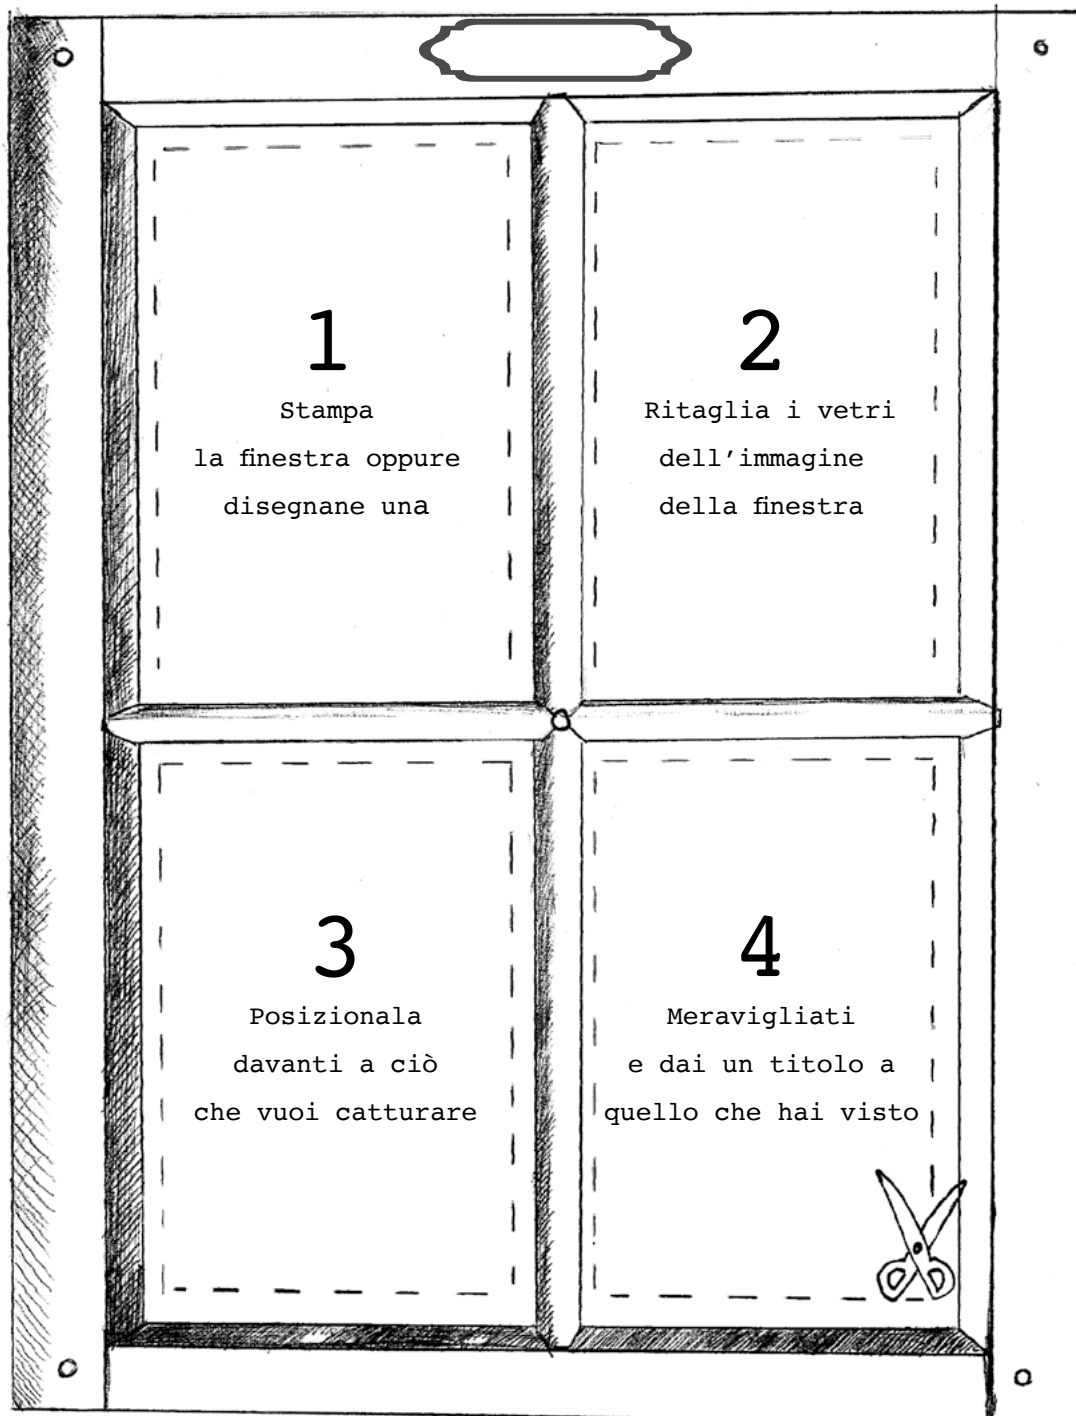 1
Stampa
la finestra oppure
disegnane una
2
Ritaglia i vetri
dell’immagine
della finestra
3
Posizionala
davanti a ciò
che vuoi catturare
4
Meravigliati
e dai un titolo a
quello che hai visto